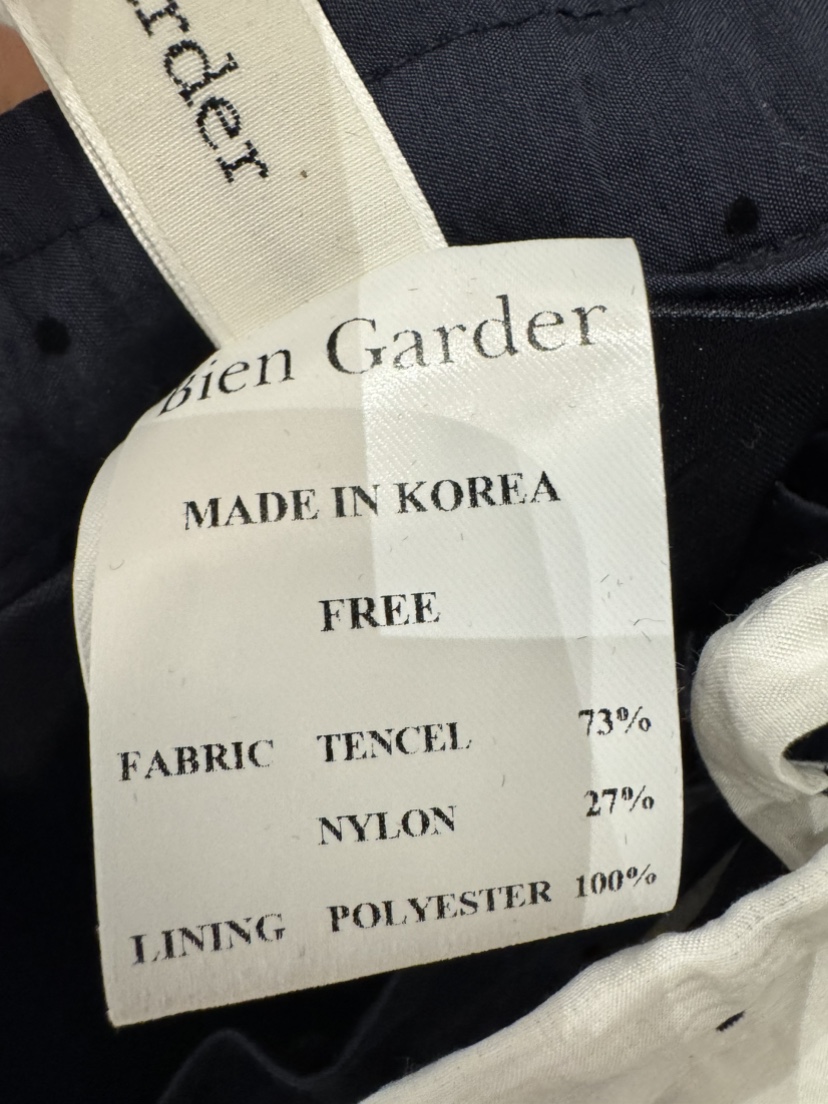 rder
Bien Garder
MADE IN KOREA
FREE
FABRIC TENCEL 73%
NYLON 27%
LINING POLYESTER 100%